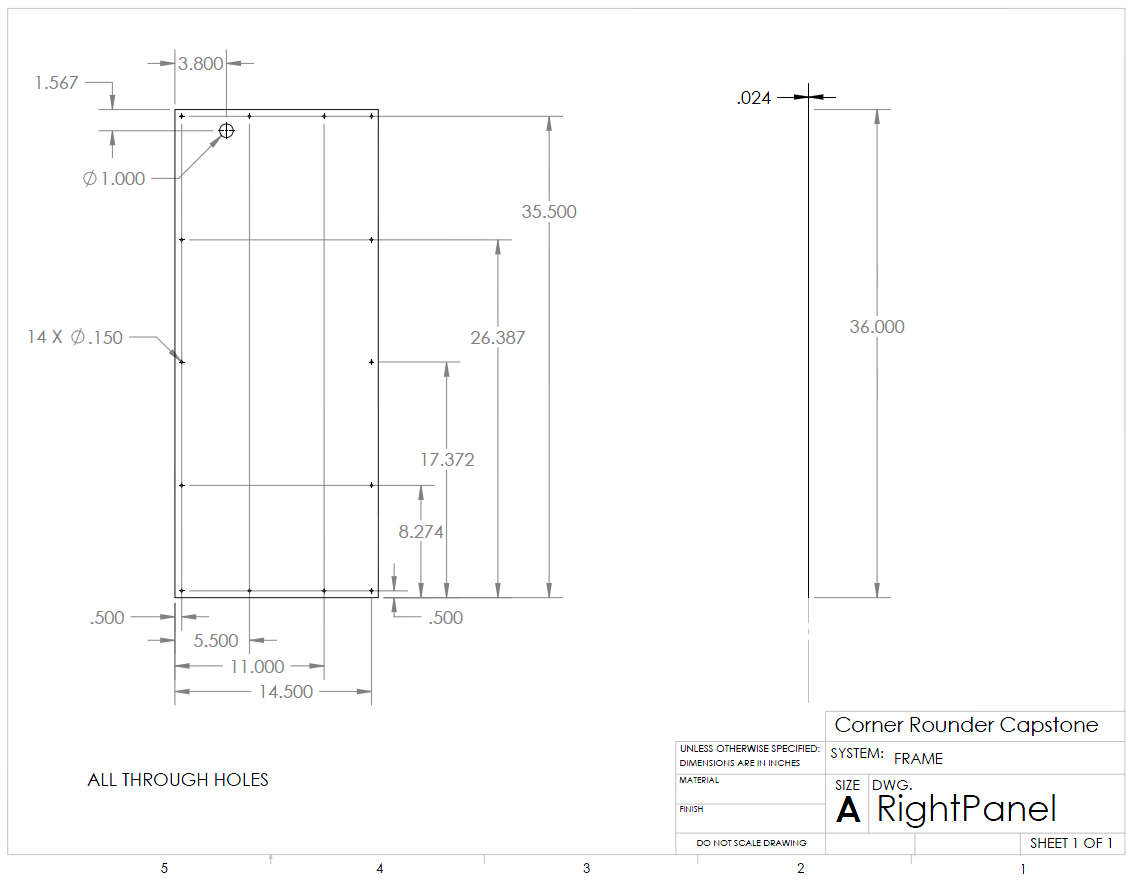 3.800
1.567
.024
Ø1.000
35.500
36.000
14 X Ø.150
26.387
17.372
8.274
.500
.500
5.500
11.000
14.500
ALL THROUGH HOLES
Corner Rounder Capstone
UNLESS OTHERWISE SPECIFIED:
DIMENSIONS ARE IN INCHES
SYSTEM: FRAME
MATERIAL
SIZE DWG.
A RightPanel
FINISH
DO NOT SCALE DRAWING
SHEET 1 OF 1
5 4 3 2 1